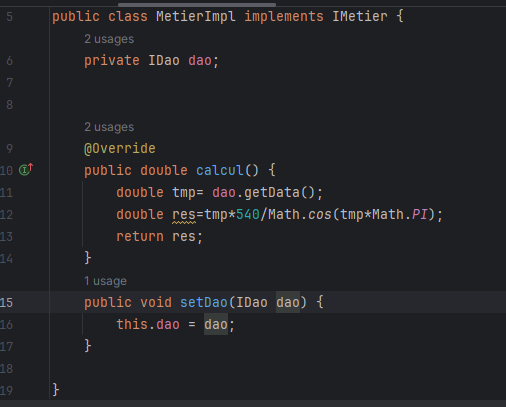 5 public class MetierImpl implements IMetier {
2 usages
6 private IDao dao;
7
8
2 usages
9 @Override
10 public double calcul() {
11 double tmp= dao.getData();
12 double res=tmp*540/Math.cos(tmp*Math.PI);
13 return res;
14 }
1 usage
15 public void setDao(IDao dao) {
16 this.dao = dao;
17 }
18
19 }